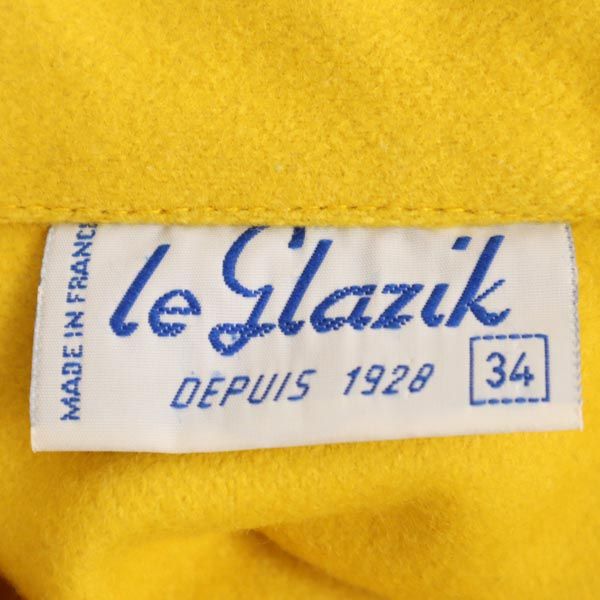 MADE IN FRANCE
le Glazik
DEPUIS 1928
34